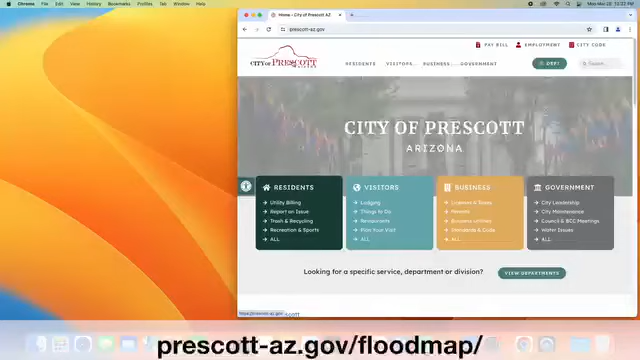 Chrome File Edit View History Bookmarks Profiles Tab Window Help
Home - City of Prescott AZ
prescott-az.gov
PAY BILL EMPLOYMENT CITY CODE
CITY OF PRESCOTT
RESIDENTS VISITORS BUSINESS GOVERNMENT
CITY OF PRESCOTT
ARIZONA
RESIDENTS
Utility Billing
Report an Issue
Trash & Recycling
Recreation & Sports
ALL
VISITORS
Lodging
Things to Do
Restaurants
Plan Your Visit
ALL
BUSINESS
Licenses & Taxes
Permits
Business Utilities
Standards & Code
ALL
GOVERNMENT
City Leadership
City Maintenance
Council & BCC Meetings
Water Issues
ALL
Looking for a specific service, department or division?
VIEW DEPARTMENTS
prescott-az.gov/floodmap/